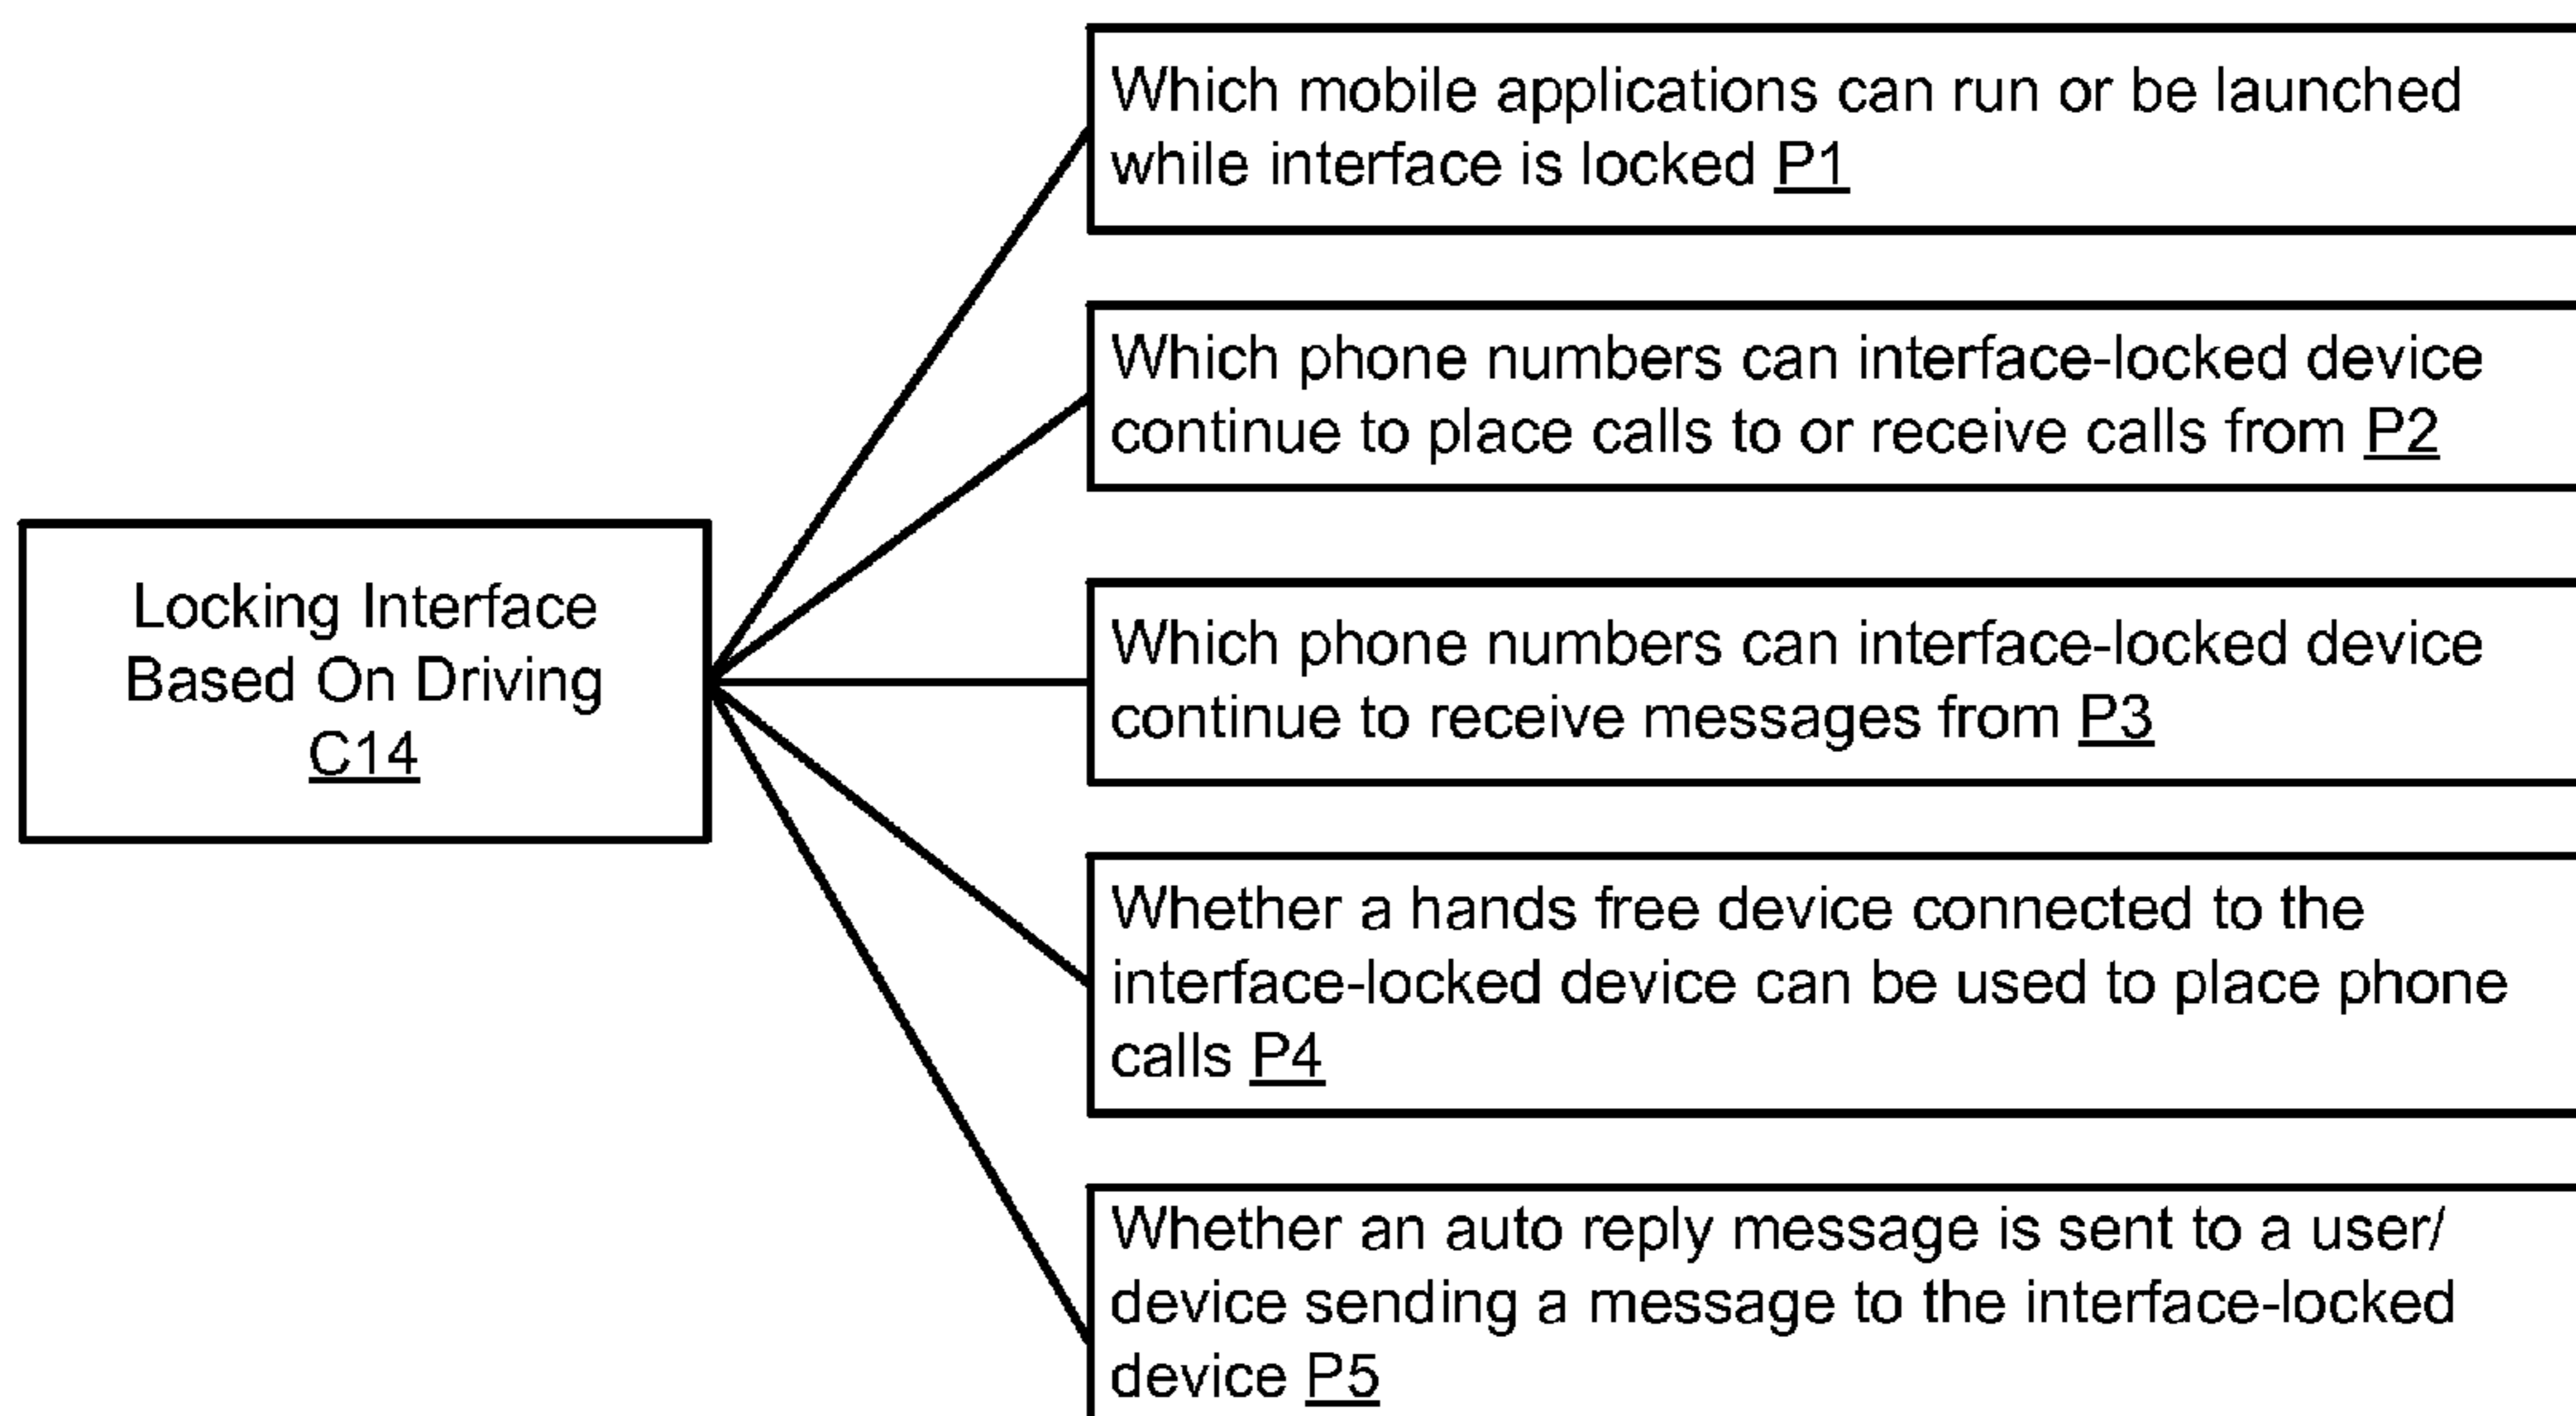 Which mobile applications can run or be launched
while interface is locked P1
Which phone numbers can interface-locked device
continue to place calls to or receive calls from P2
Locking Interface
Based On Driving
C14
Which phone numbers can interface-locked device
continue to receive messages from P3
Whether a hands free device connected to the
interface-locked device can be used to place phone
calls P4
Whether an auto reply message is sent to a user/
device sending a message to the interface-locked
device P5